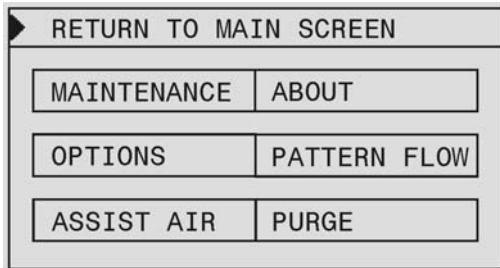 RETURN TO MAIN SCREEN
MAINTENANCE ABOUT
OPTIONS PATTERN FLOW
ASSIST AIR PURGE